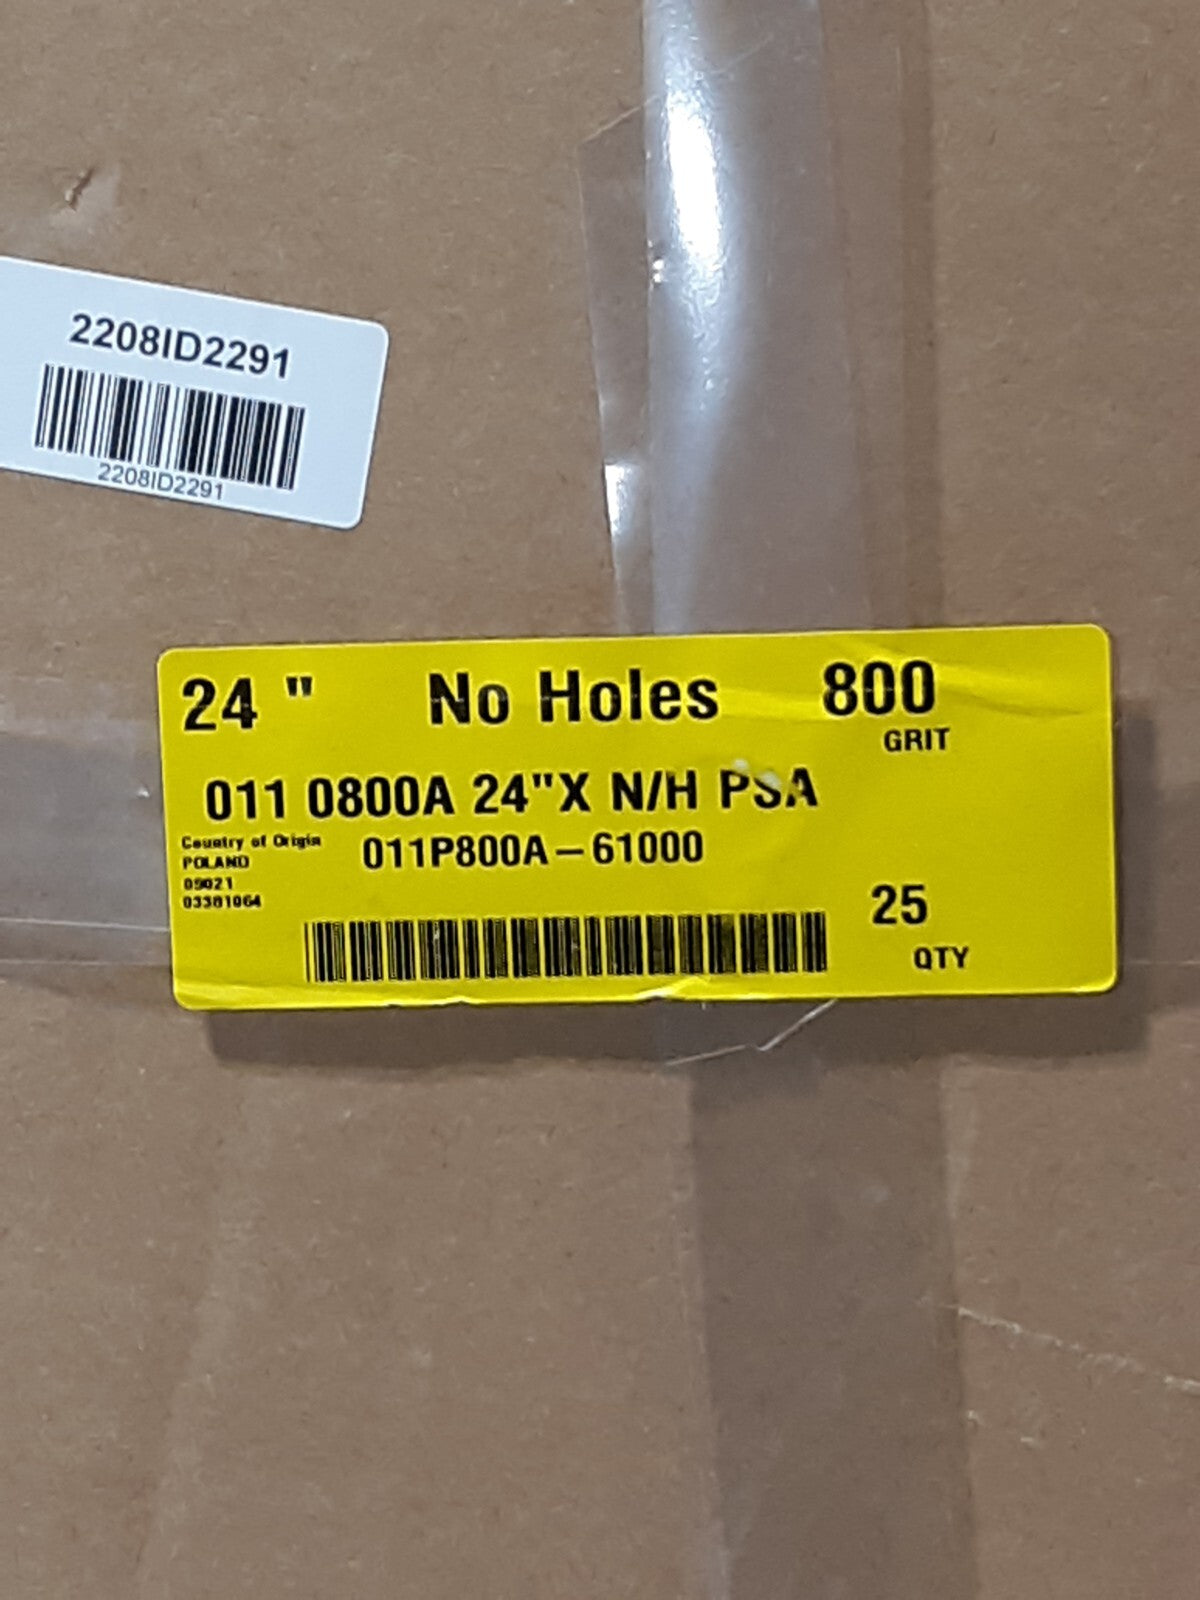 2208ID2291
2208ID2291
24 " No Holes 800
GRIT
011 0800A 24"X N/H PSA
Country of Origin
011P800A-61000
POLAND
09021
03381064
25
QTY